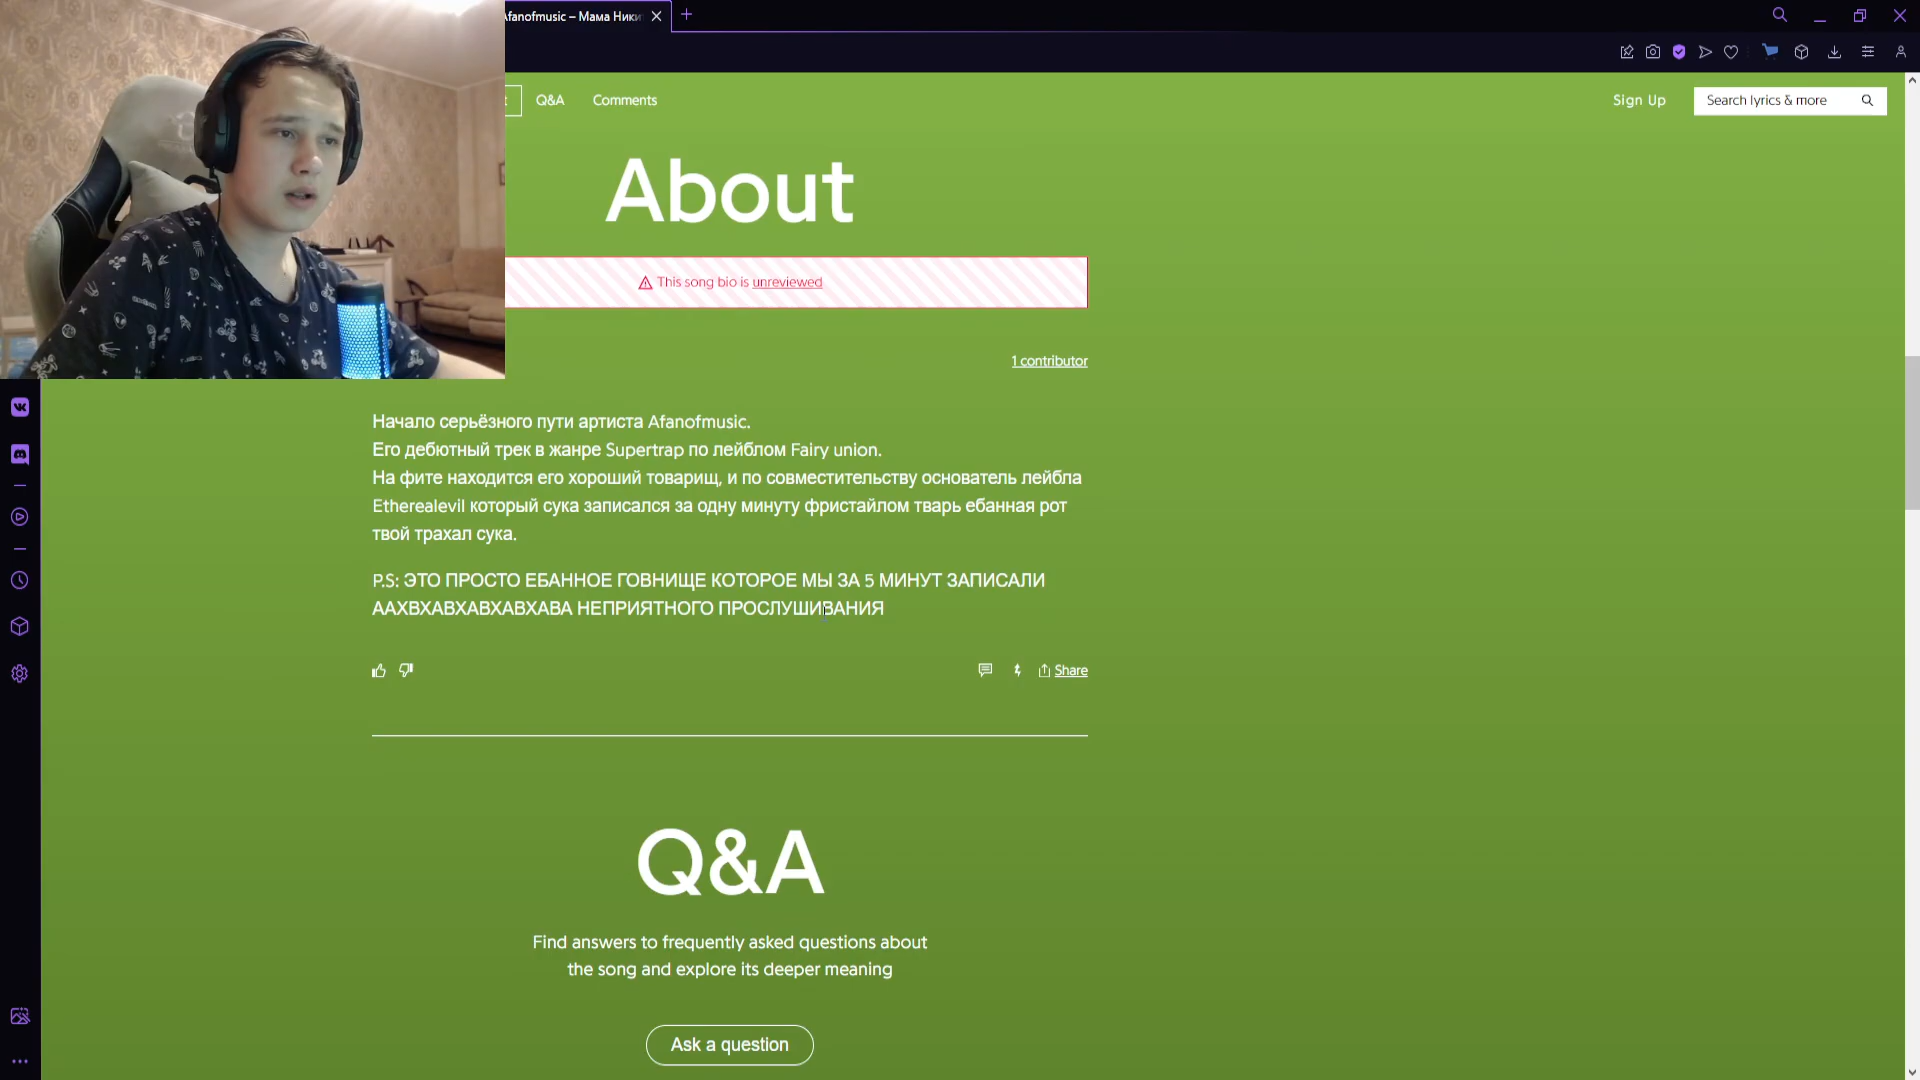 Afanofmusic – Мама Ники
t Q&A Comments
Sign Up
Search lyrics & more
About
This song bio is unreviewed
1 contributor
Начало серьёзного пути артиста Afanofmusic.
Его дебютный трек в жанре Supertrap по лейблом Fairy union.
На фите находится его хороший товарищ, и по совместительству основатель лейбла
Etherealevil который сука записался за одну минуту фристайлом тварь ебанная рот
твой трахал сука.
P.S: ЭТО ПРОСТО ЕБАННОЕ ГОВНИЩЕ КОТОРОЕ МЫ ЗА 5 МИНУТ ЗАПИСАЛИ
ААХВХАВХАВХАВХАВА НЕПРИЯТНОГО ПРОСЛУШИВАНИЯ
Share
Q&A
Find answers to frequently asked questions about
the song and explore its deeper meaning
Ask a question